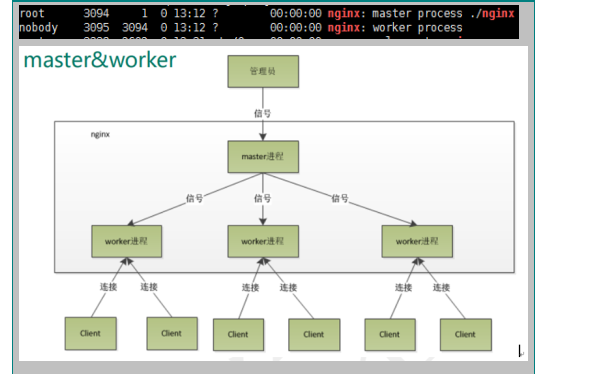 root 3094 1 0 13:12 ? 00:00:00 nginx: master process ./nginx
nobody 3095 3094 0 13:12 ? 00:00:00 nginx: worker process
master&worker
管理员
信号
nginx
master进程
信号 信号 信号
worker进程 worker进程 worker进程
连接 连接 连接 连接 连接 连接
Client Client Client Client Client Client